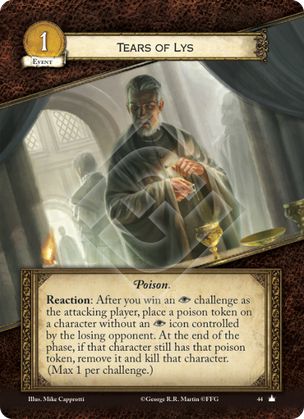 1
Event
Tears of Lys
Poison.
Reaction: After you win an challenge as
the attacking player, place a poison token on
a character without an icon controlled
by the losing opponent. At the end of the
phase, if that character still has that poison
token, remove it and kill that character.
(Max 1 per challenge.)
Illus. Mike Capprotti
©George R.R. Martin ©FFG
44